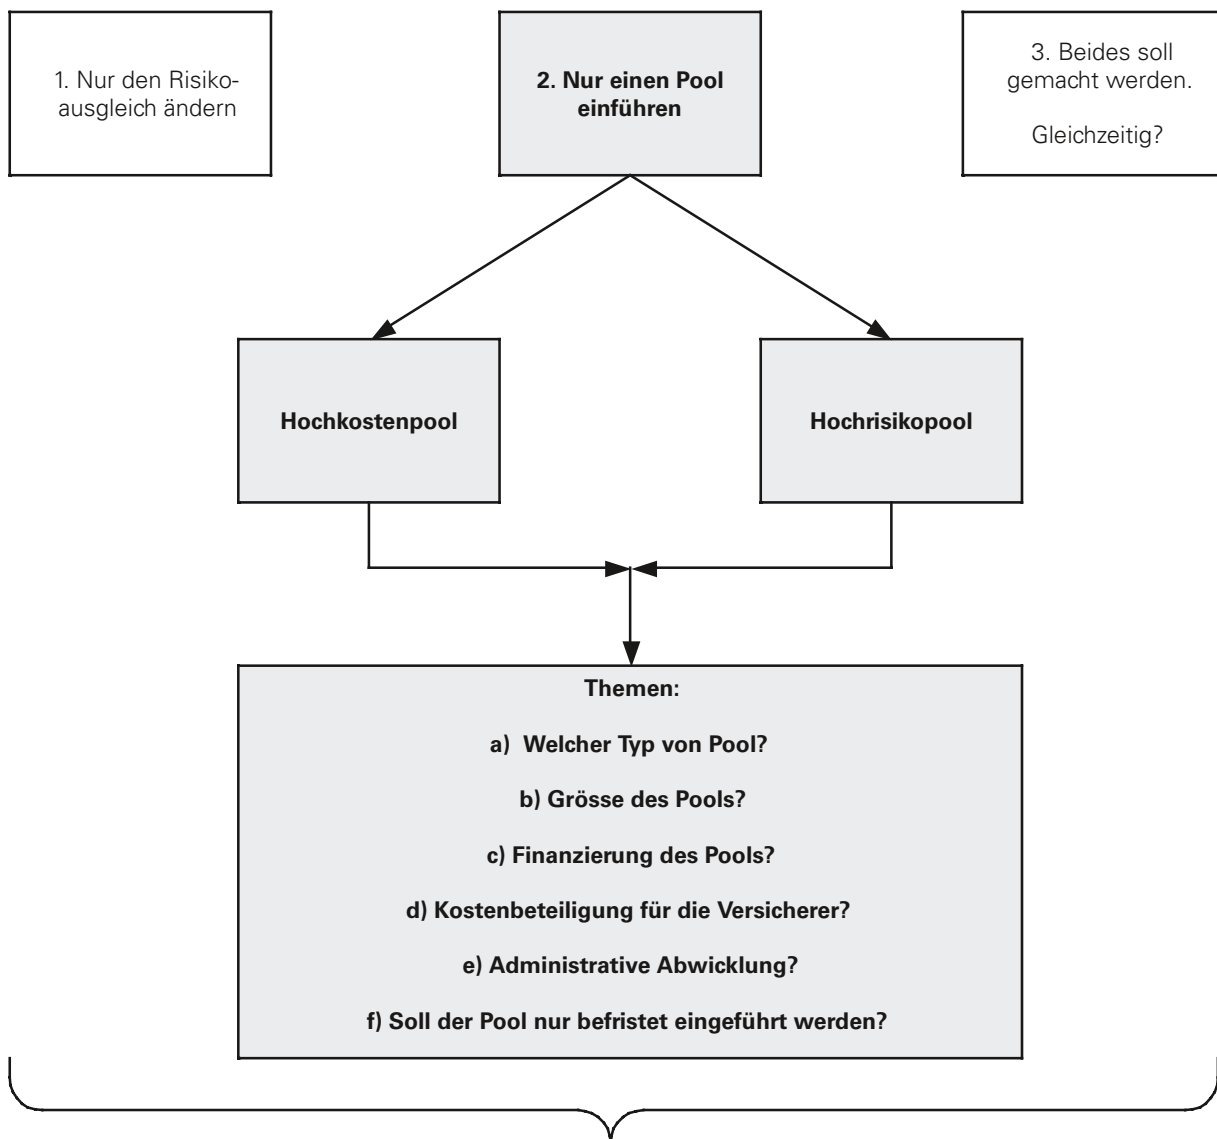 1. Nur den Risiko-
ausgleich ändern
2. Nur einen Pool
einführen
3. Beides soll
gemacht werden.
Gleichzeitig?
Hochkostenpool
Hochrisikopool
Themen:
a) Welcher Typ von Pool?
b) Grösse des Pools?
c) Finanzierung des Pools?
d) Kostenbeteiligung für die Versicherer?
e) Administrative Abwicklung?
f) Soll der Pool nur befristet eingeführt werden?